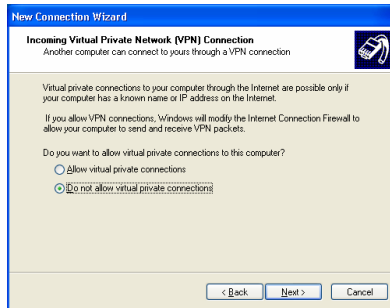 New Connection Wizard
Incoming Virtual Private Network (VPN) Connection
Another computer can connect to yours through a VPN connection
Virtual private connections to your computer through the Internet are possible only if
your computer has a known name or IP address on the Internet.
If you allow VPN connections, Windows will modify the Internet Connection Firewall to
allow your computer to send and receive VPN packets.
Do you want to allow virtual private connections to this computer?
Allow virtual private connections
Do not allow virtual private connections
< Back Next > Cancel